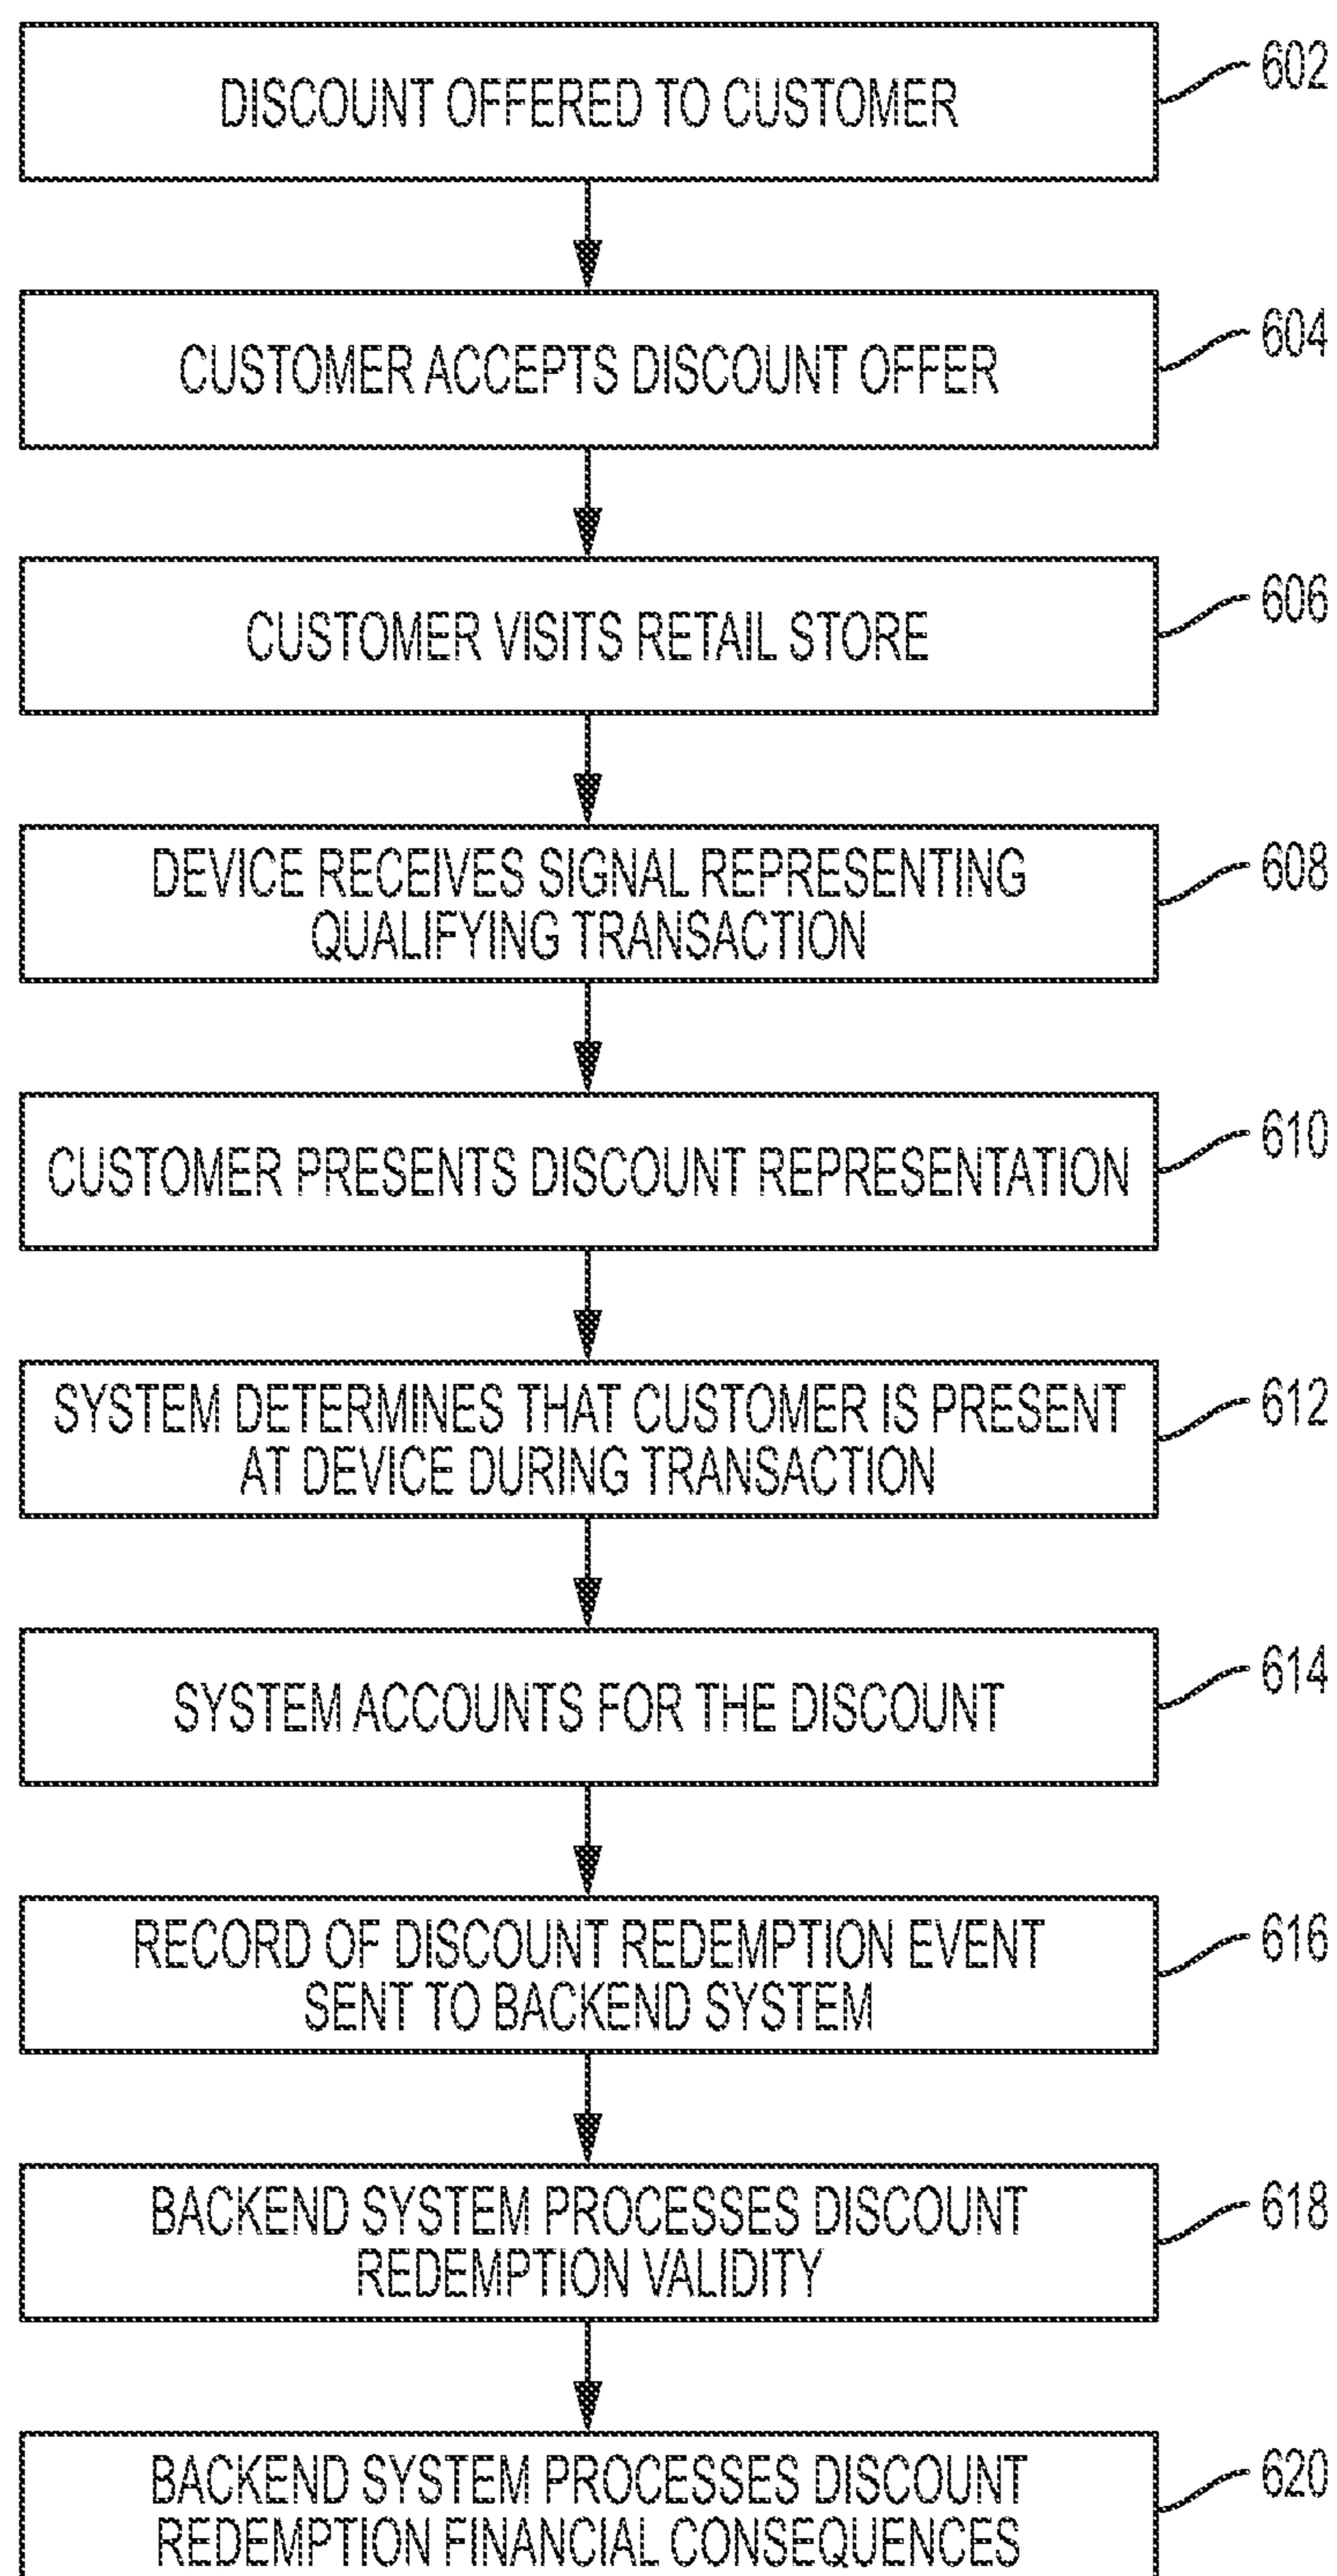 DISCOUNT OFFERED TO CUSTOMER
602
CUSTOMER ACCEPTS DISCOUNT OFFER
604
CUSTOMER VISITS RETAIL STORE
606
DEVICE RECEIVES SIGNAL REPRESENTING
QUALIFYING TRANSACTION
608
CUSTOMER PRESENTS DISCOUNT REPRESENTATION
610
SYSTEM DETERMINES THAT CUSTOMER IS PRESENT
AT DEVICE DURING TRANSACTION
612
SYSTEM ACCOUNTS FOR THE DISCOUNT
614
RECORD OF DISCOUNT REDEMPTION EVENT
SENT TO BACKEND SYSTEM
616
BACKEND SYSTEM PROCESSES DISCOUNT
REDEMPTION VALIDITY
618
BACKEND SYSTEM PROCESSES DISCOUNT
REDEMPTION FINANCIAL CONSEQUENCES
620